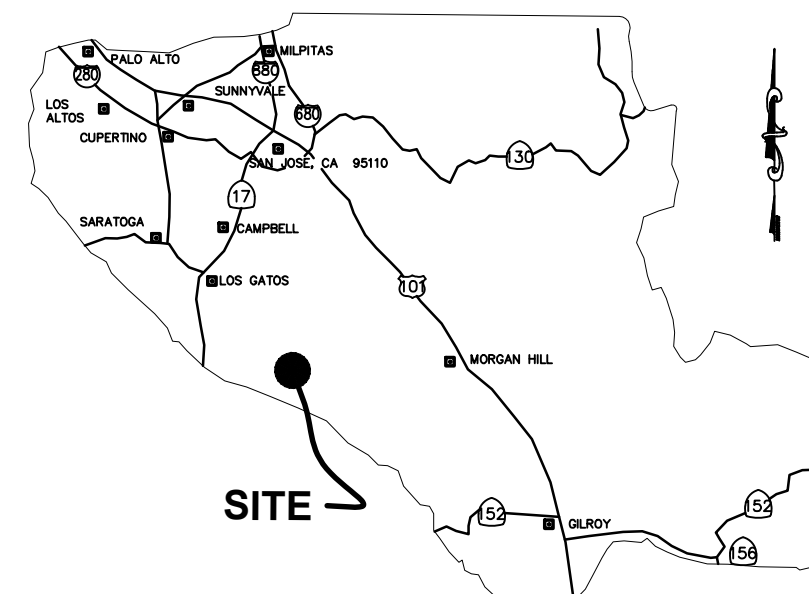 MILPITAS
PALO ALTO
280
880
SUNNYVALE
LOS
ALTOS
680
CUPERTINO
130
SAN JOSE, CA 95110
17
SARATOGA
CAMPBELL
LOS GATOS
101
MORGAN HILL
SITE
152
GILROY
152
156